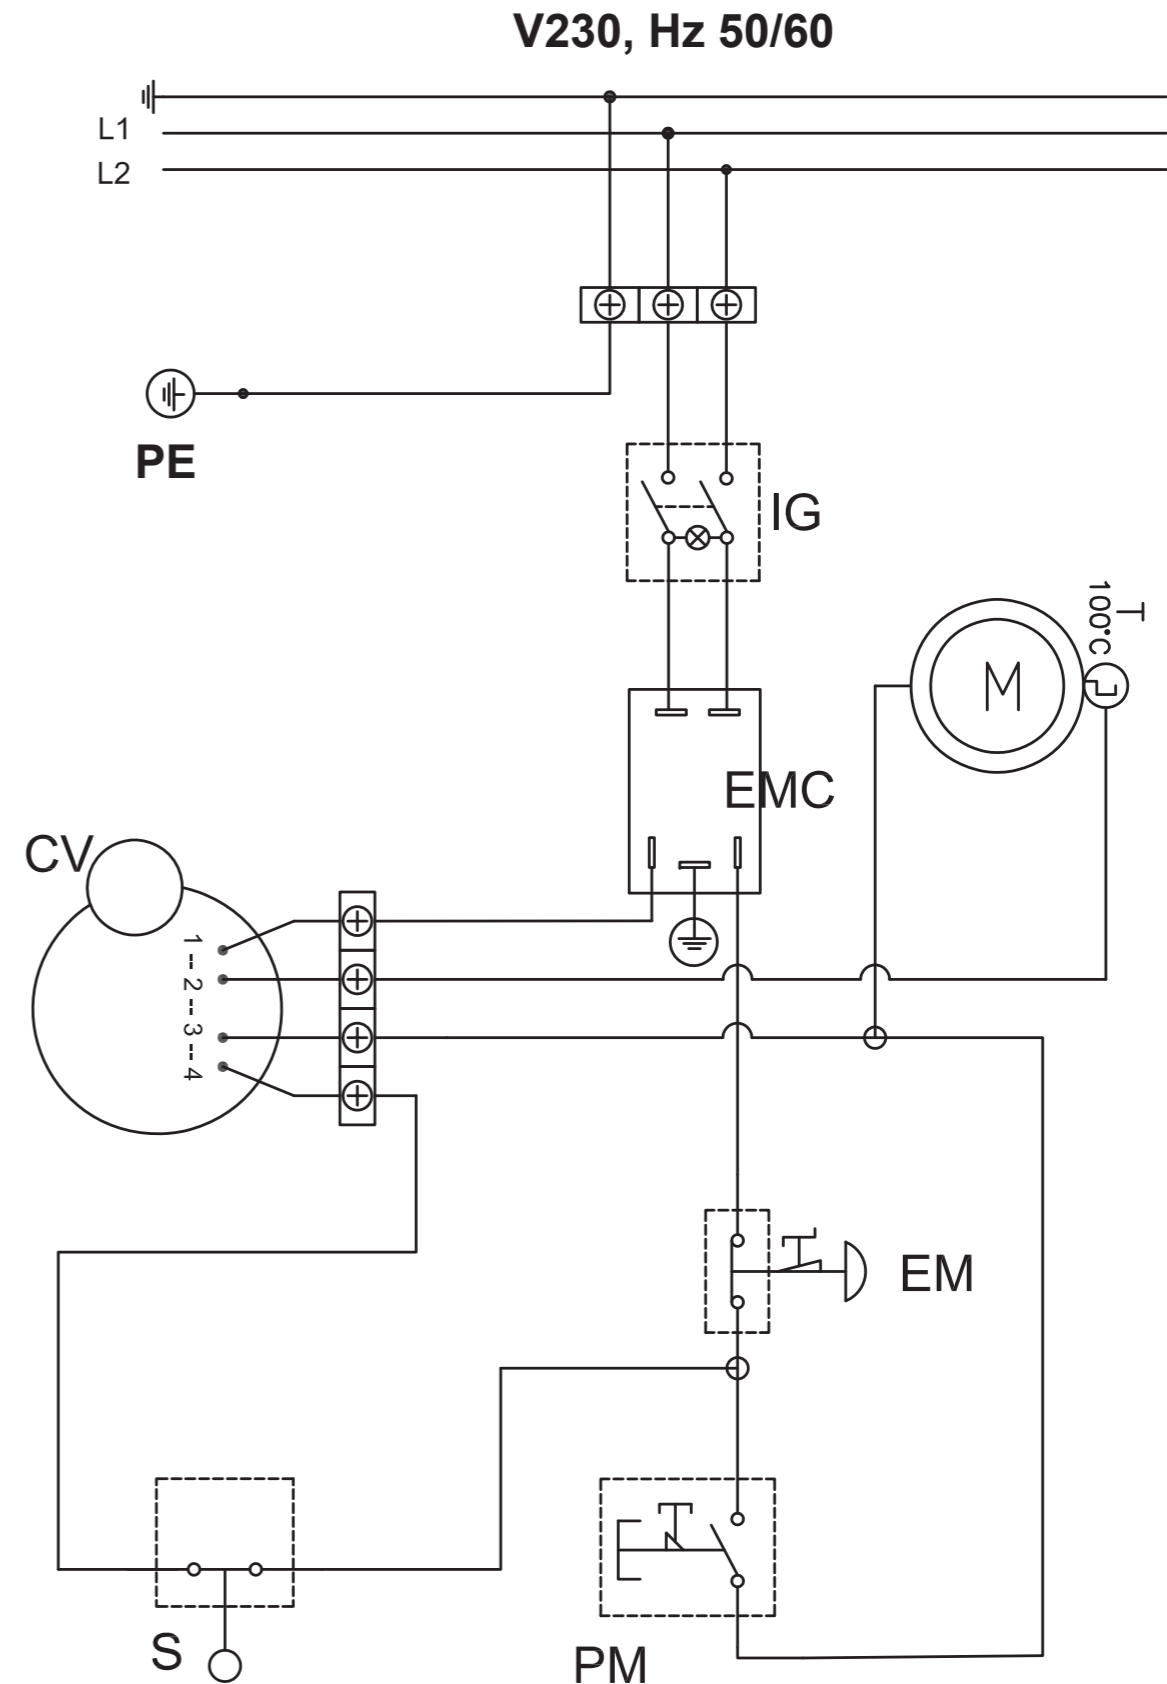 V230, Hz 50/60
L1
L2
PE
IG
T
100°C
M
EMC
CV
1 -- 2 -- 3 -- 4
EM
S
PM